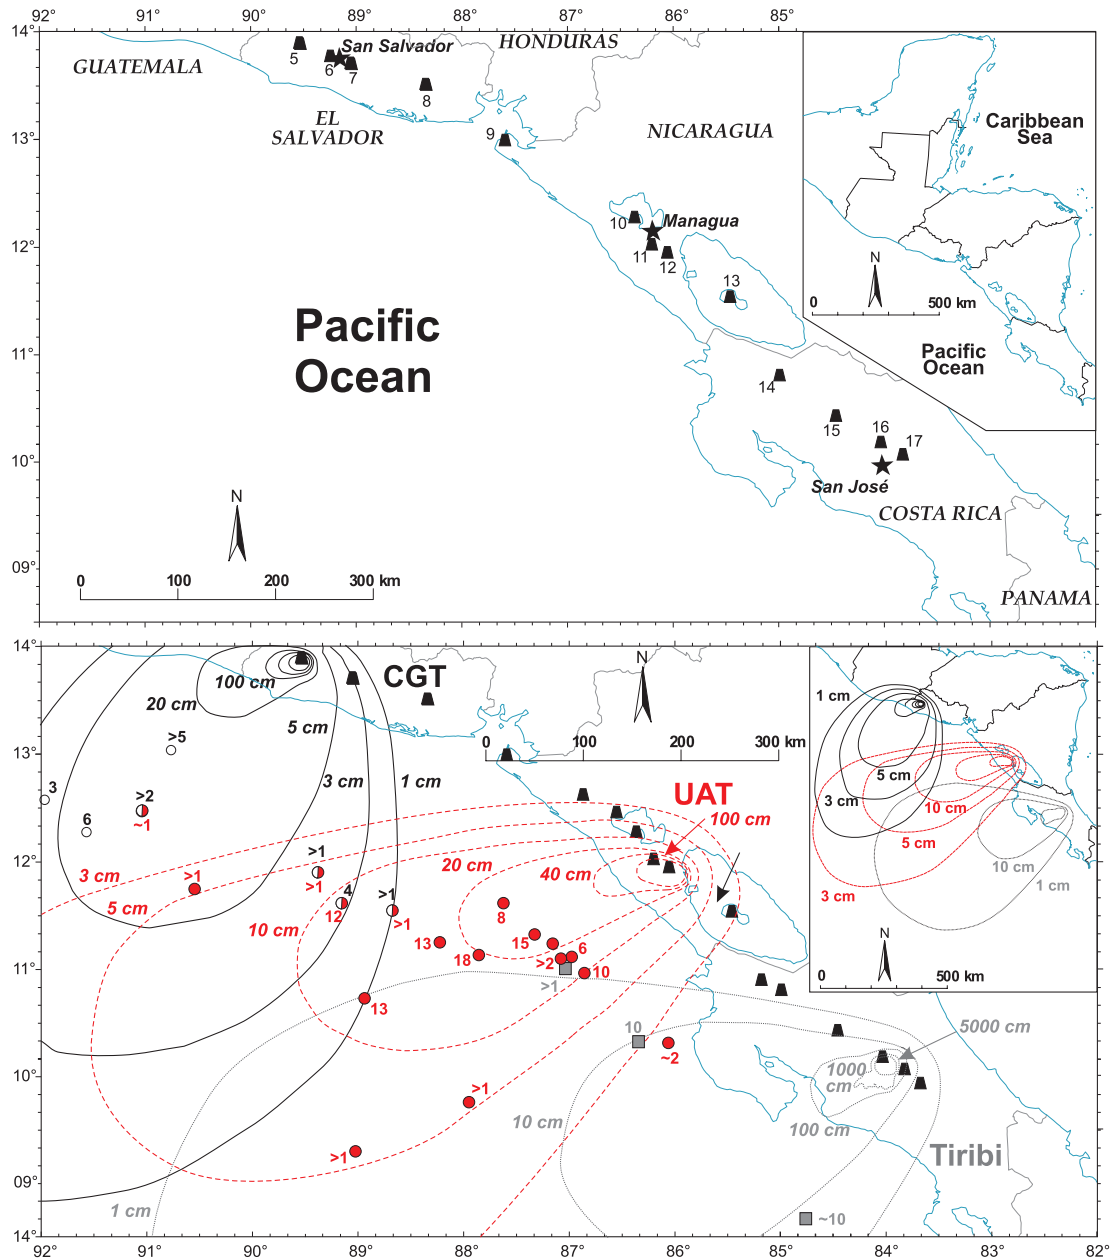 92
91°
90°
89°
88°
87°
86°
85°
14°
13°
12°
11°
10°
09°
GUATEMALA
San Salvador
HONDURAS
5
6
7
8
EL
SALVADOR
9
NICARAGUA
10
Managua
11
12
13
Pacific
Ocean
14
15
16
17
San José
COSTA RICA
PANAMA
N
0
100
200
300 km
Caribbean
Sea
N
0
500 km
Pacific
Ocean
14°
13°
12°
11°
10°
09°
14°
CGT
100 cm
20 cm
5 cm
3 cm
1 cm
N
0
100
200
300 km
>5
3
>2
~1
6
>1
>1
3 cm
5 cm
>1
4
12
>1
>1
10 cm
20 cm
40 cm
UAT
100 cm
8
13
18
15
6
>2
10
>1
13
10
~2
>1
>1
1 cm
10 cm
100 cm
1000
cm
5000 cm
Tiribi
~10
1 cm
5 cm
3 cm
10 cm
5 cm
3 cm
10 cm
1 cm
N
0
500 km
92
91°
90°
89°
88°
87°
86°
85°
84°
83°
82°